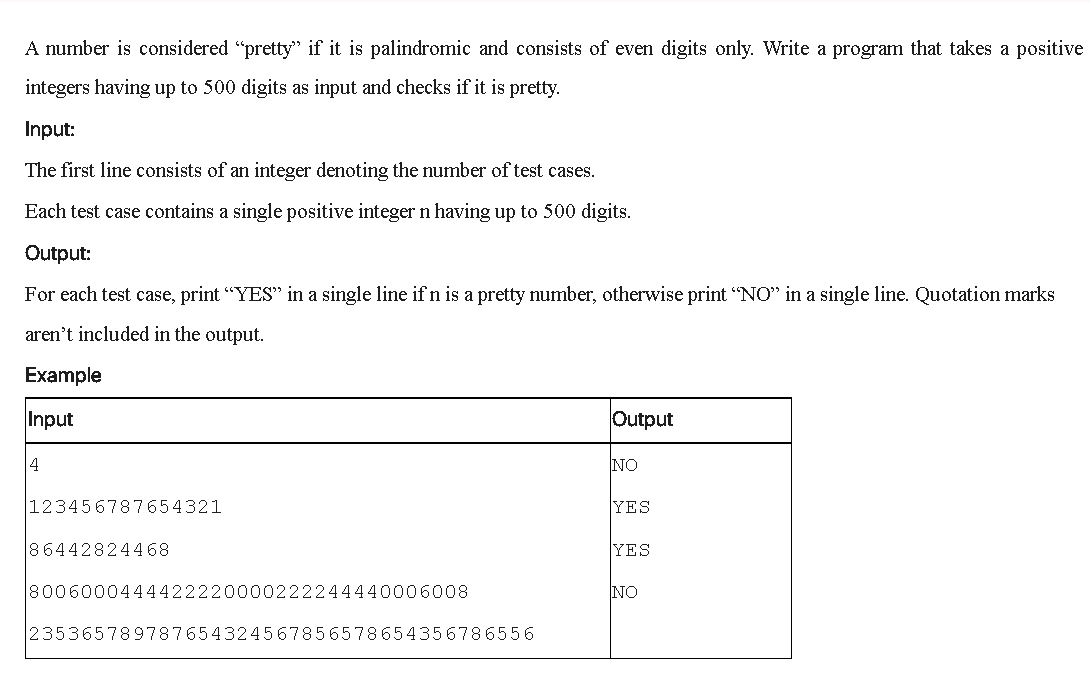 A number is considered “pretty” if it is palindromic and consists of even digits only. Write a program that takes a positive
integers having up to 500 digits as input and checks if it is pretty.
Input:
The first line consists of an integer denoting the number of test cases.
Each test case contains a single positive integer n having up to 500 digits.
Output:
For each test case, print “YES” in a single line if n is a pretty number, otherwise print “NO” in a single line. Quotation marks
aren’t included in the output.
Example
Input Output
4 NO
123456787654321 YES
86442824468 YES
8006000444422220000222244440006008 NO
235365789787654324567856578654356786556